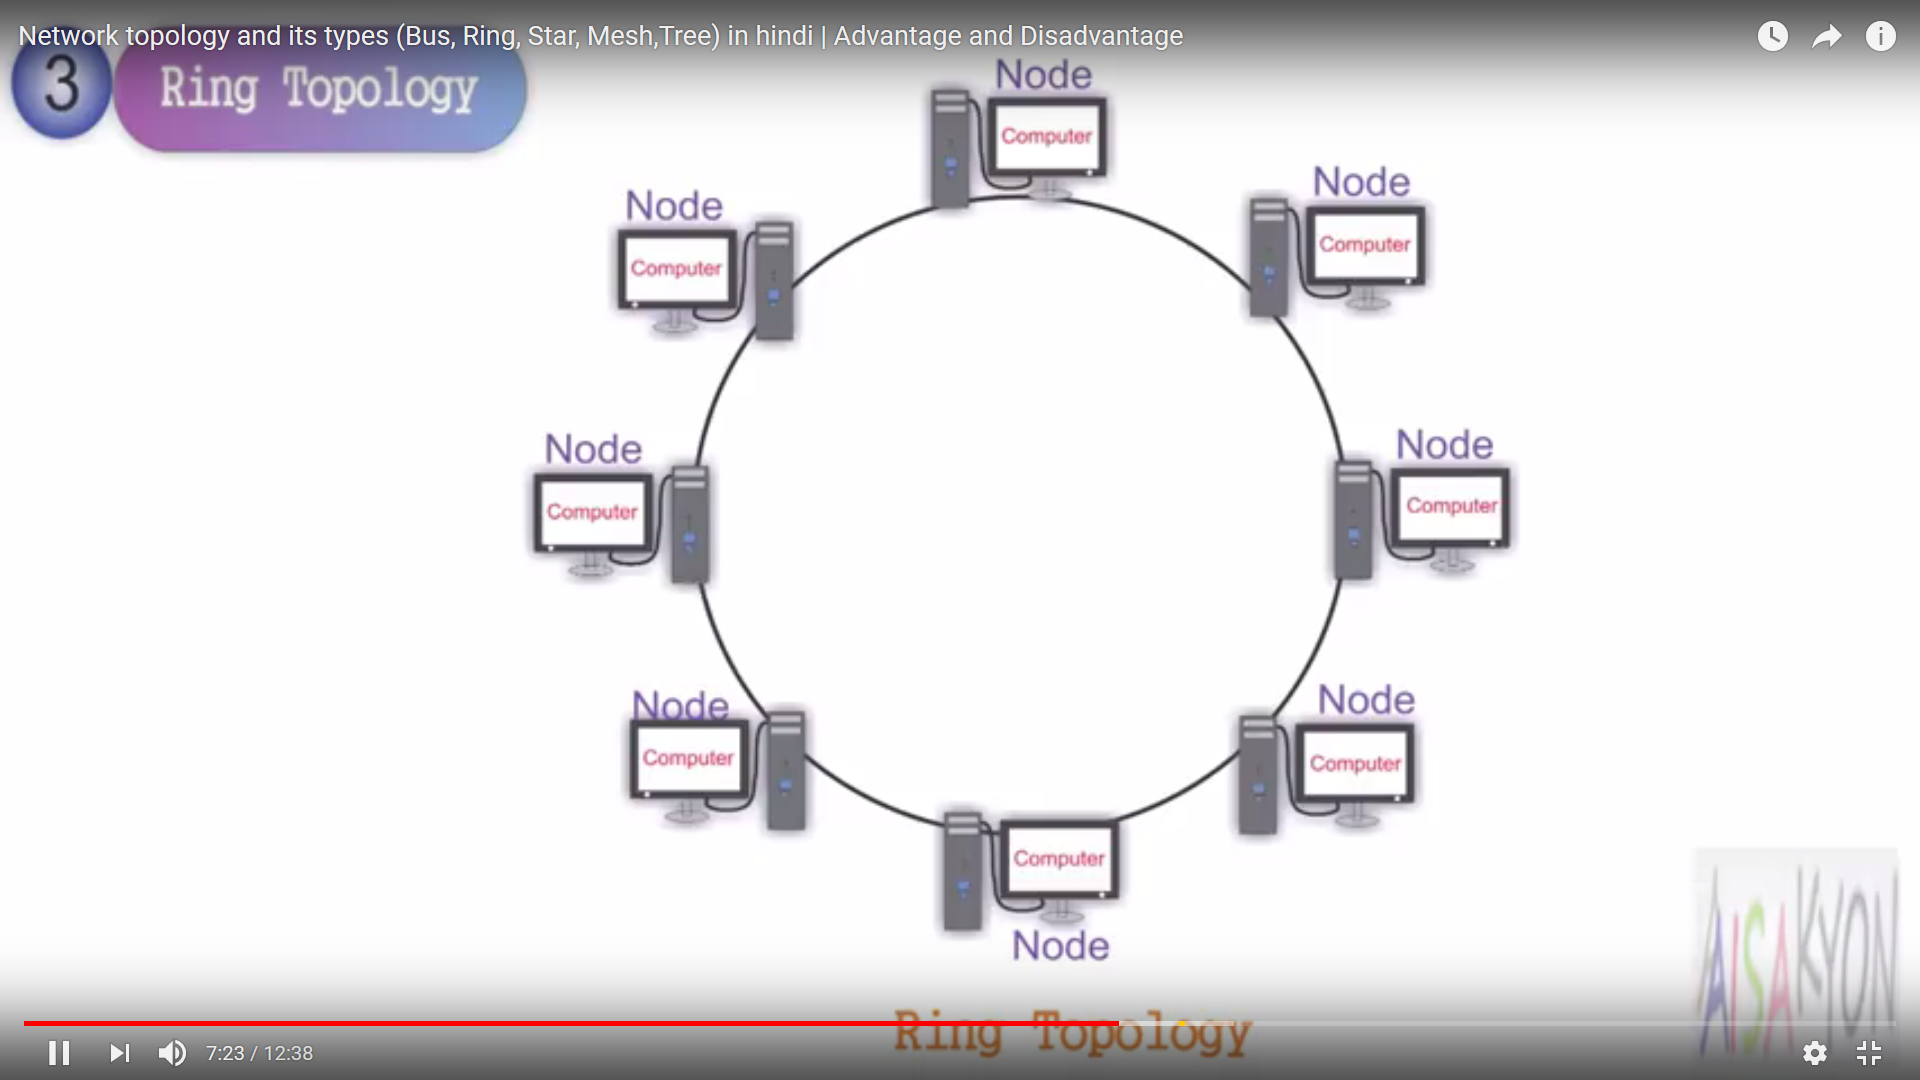 Network topology and its types (Bus, Ring, Star, Mesh,Tree) in hindi | Advantage and Disadvantage
3 Ring Topology
Node
Computer
Node
Computer
Node
Computer
Node
Computer
Node
Computer
Node
Computer
Node
Computer
Computer
Node
AISAKYON
Ring Topology
7:23 / 12:38